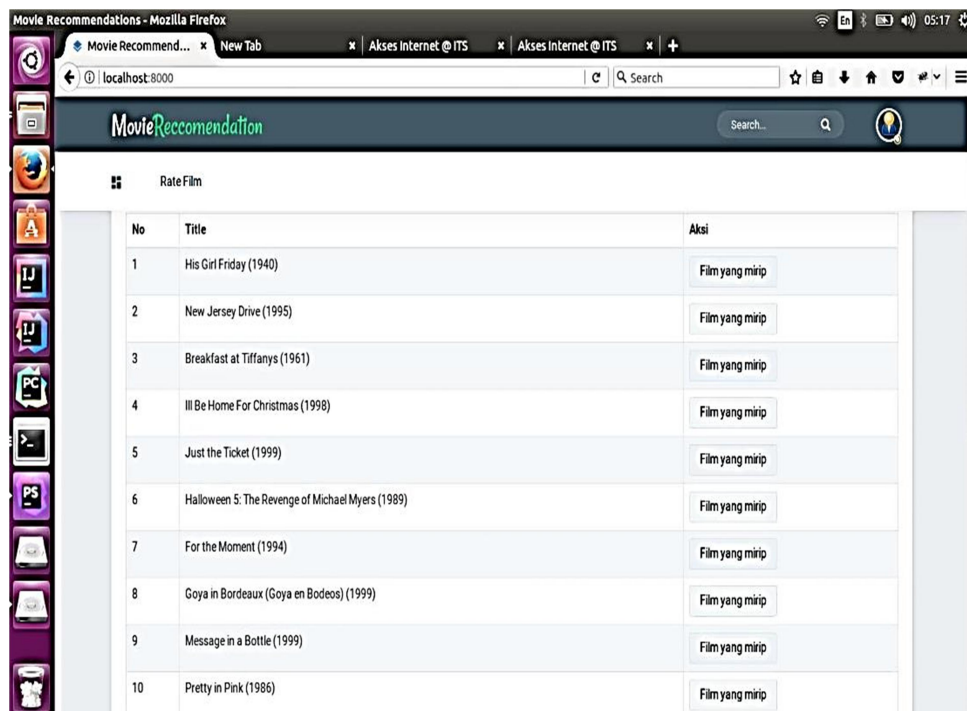 Movie Recommendations - Mozilla Firefox
En
05:17
Movie Recommend... × New Tab × Akses Internet @ ITS × Akses Internet @ ITS × +
localhost:8000
Search
MovieReccomendation
Search...
Rate Film
No Title Aksi
1 His Girl Friday (1940) Film yang mirip
2 New Jersey Drive (1995) Film yang mirip
3 Breakfast at Tiffanys (1961) Film yang mirip
4 Ill Be Home For Christmas (1998) Film yang mirip
5 Just the Ticket (1999) Film yang mirip
6 Halloween 5: The Revenge of Michael Myers (1989) Film yang mirip
7 For the Moment (1994) Film yang mirip
8 Goya in Bordeaux (Goya en Bodeos) (1999) Film yang mirip
9 Message in a Bottle (1999) Film yang mirip
10 Pretty in Pink (1986) Film yang mirip
IJ
IJ
PC
PS